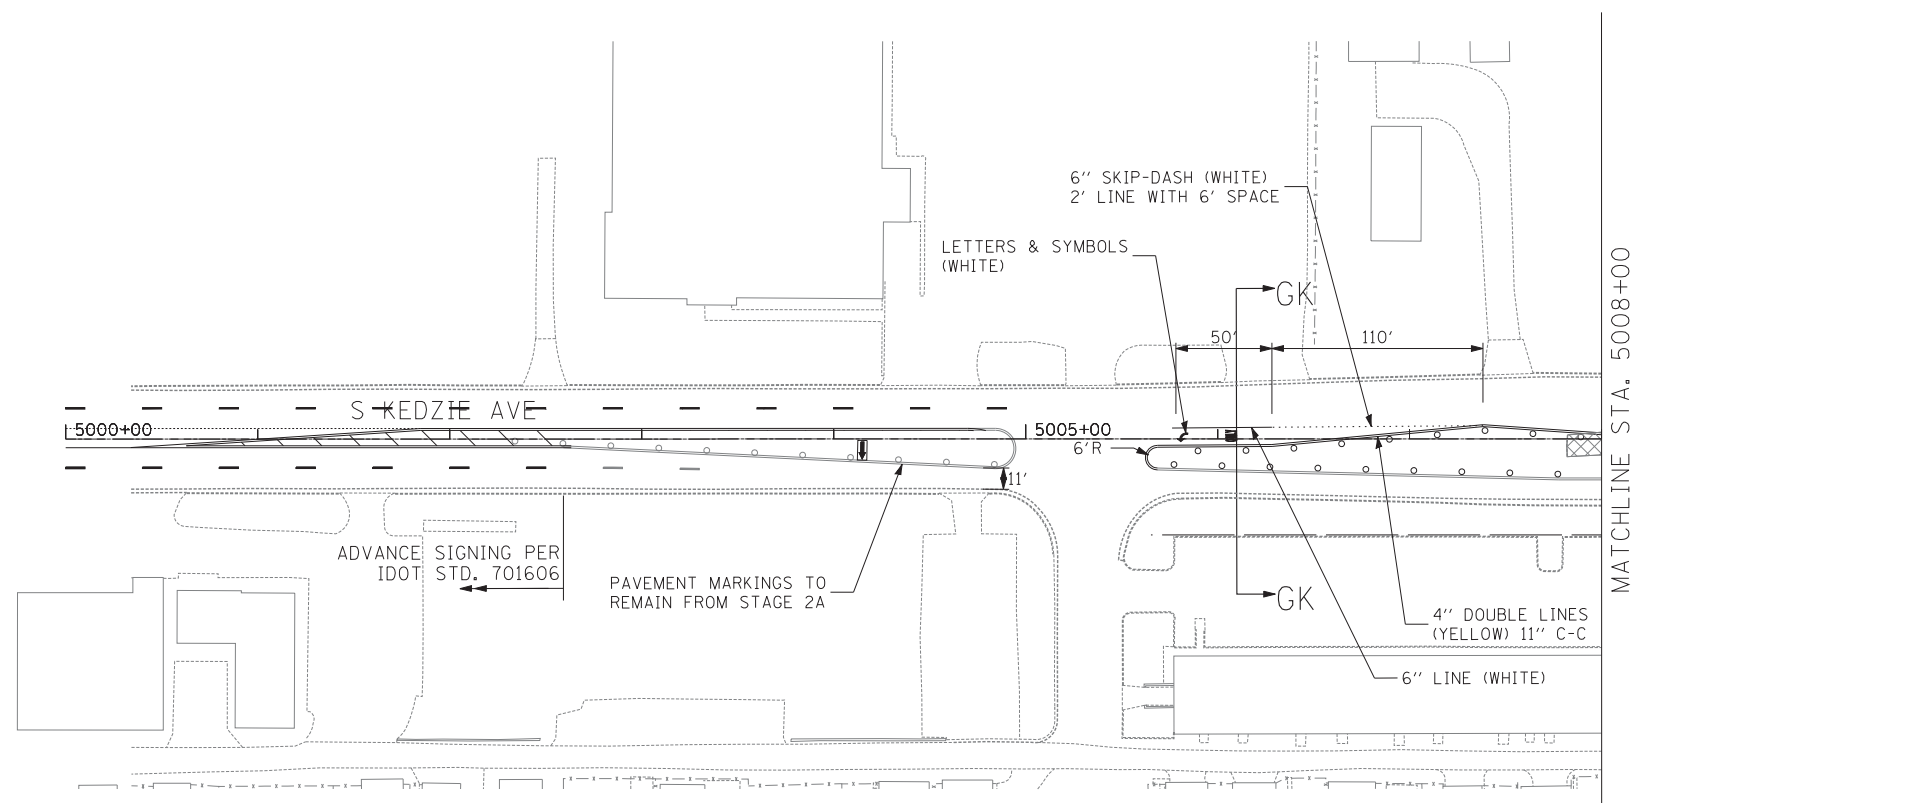 6'' SKIP-DASH (WHITE)
2' LINE WITH 6' SPACE
LETTERS & SYMBOLS
(WHITE)
GK
50'
110'
S KEDZIE AVE
5000+00
5005+00
6'R
11'
MATCHLINE STA. 5008+00
ADVANCE SIGNING PER
IDOT STD. 701606
PAVEMENT MARKINGS TO
REMAIN FROM STAGE 2A
GK
4'' DOUBLE LINES
(YELLOW) 11'' C-C
6'' LINE (WHITE)